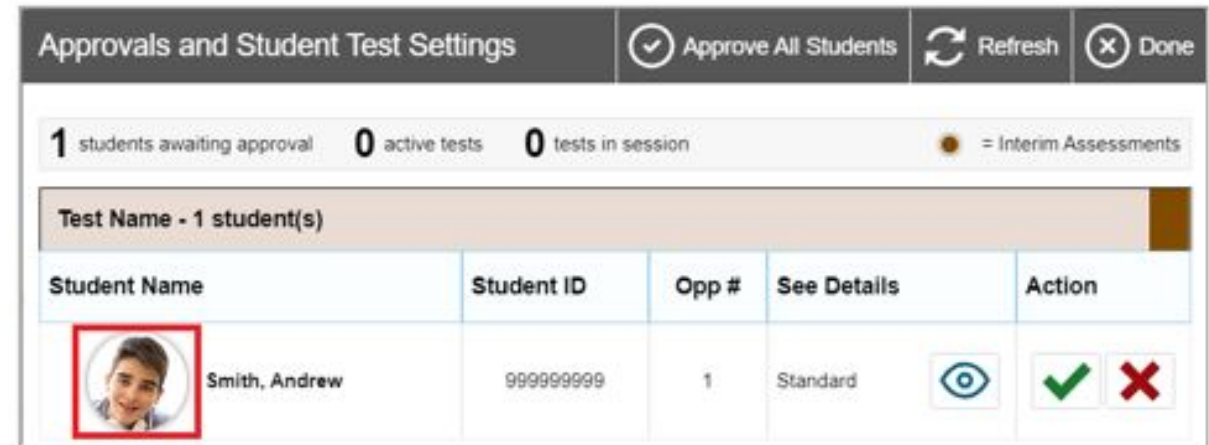 Approvals and Student Test Settings Approve All Students Refresh Done
1 students awaiting approval 0 active tests 0 tests in session = Interim Assessments
Test Name - 1 student(s)
Student Name Student ID Opp # See Details Action
Smith, Andrew 999999999 1 Standard